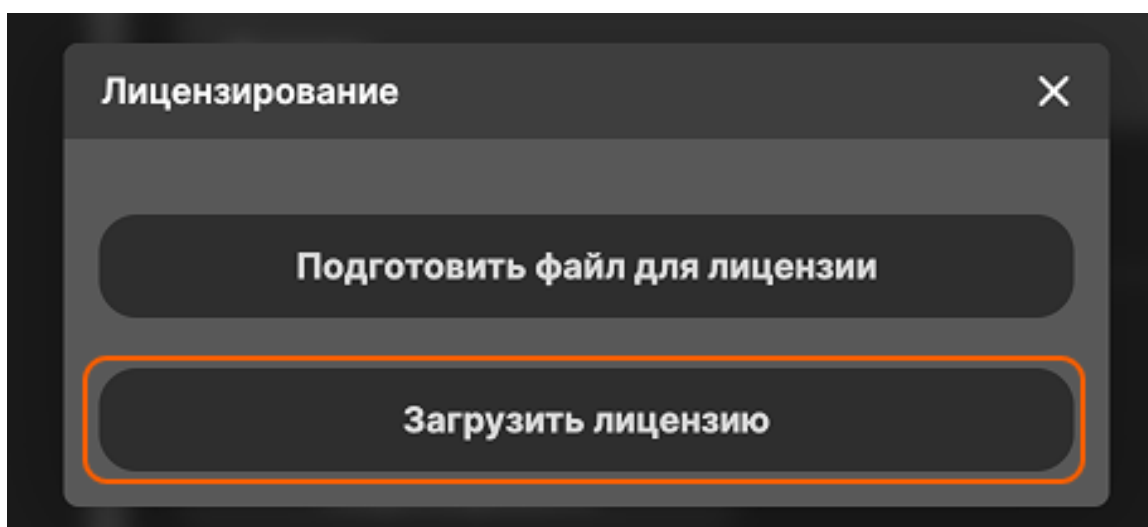 Лицензирование
Подготовить файл для лицензии
Загрузить лицензию